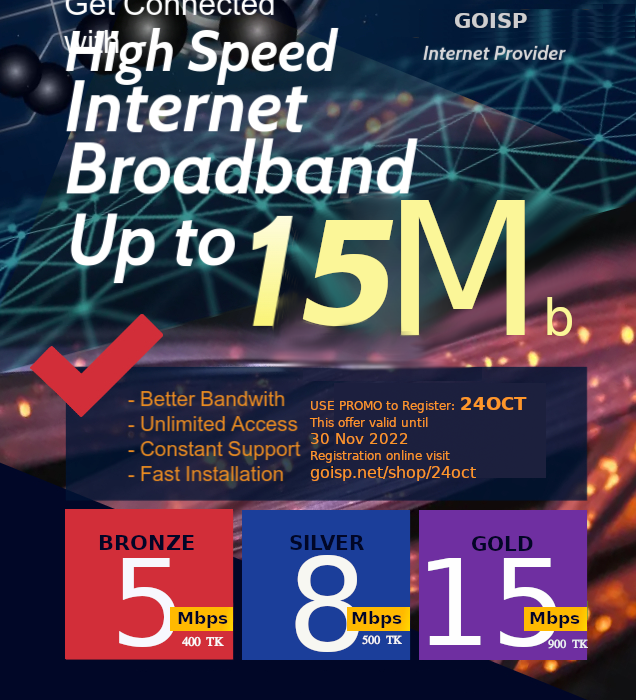 Get Connected
with
GOISP
Internet Provider
High Speed
Internet
Broadband
Up to 15Mb
- Better Bandwith
- Unlimited Access
- Constant Support
- Fast Installation
USE PROMO to Register: 24OCT
This offer valid until
30 Nov 2022
Registration online visit
goisp.net/shop/24oct
BRONZE
5
Mbps
400 TK
SILVER
8
Mbps
500 TK
GOLD
15
Mbps
900 TK